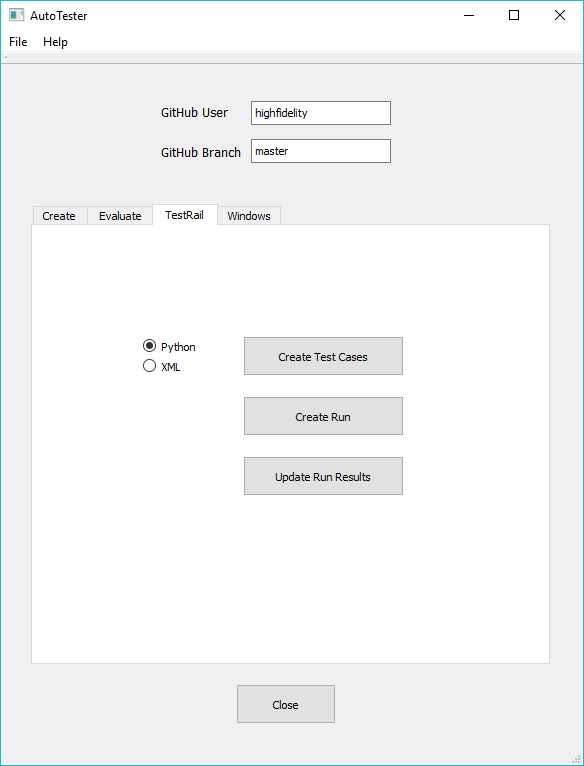 AutoTester
File Help
GitHub User highfidelity
GitHub Branch master
Create Evaluate TestRail Windows
Python Create Test Cases
XML
Create Run
Update Run Results
Close